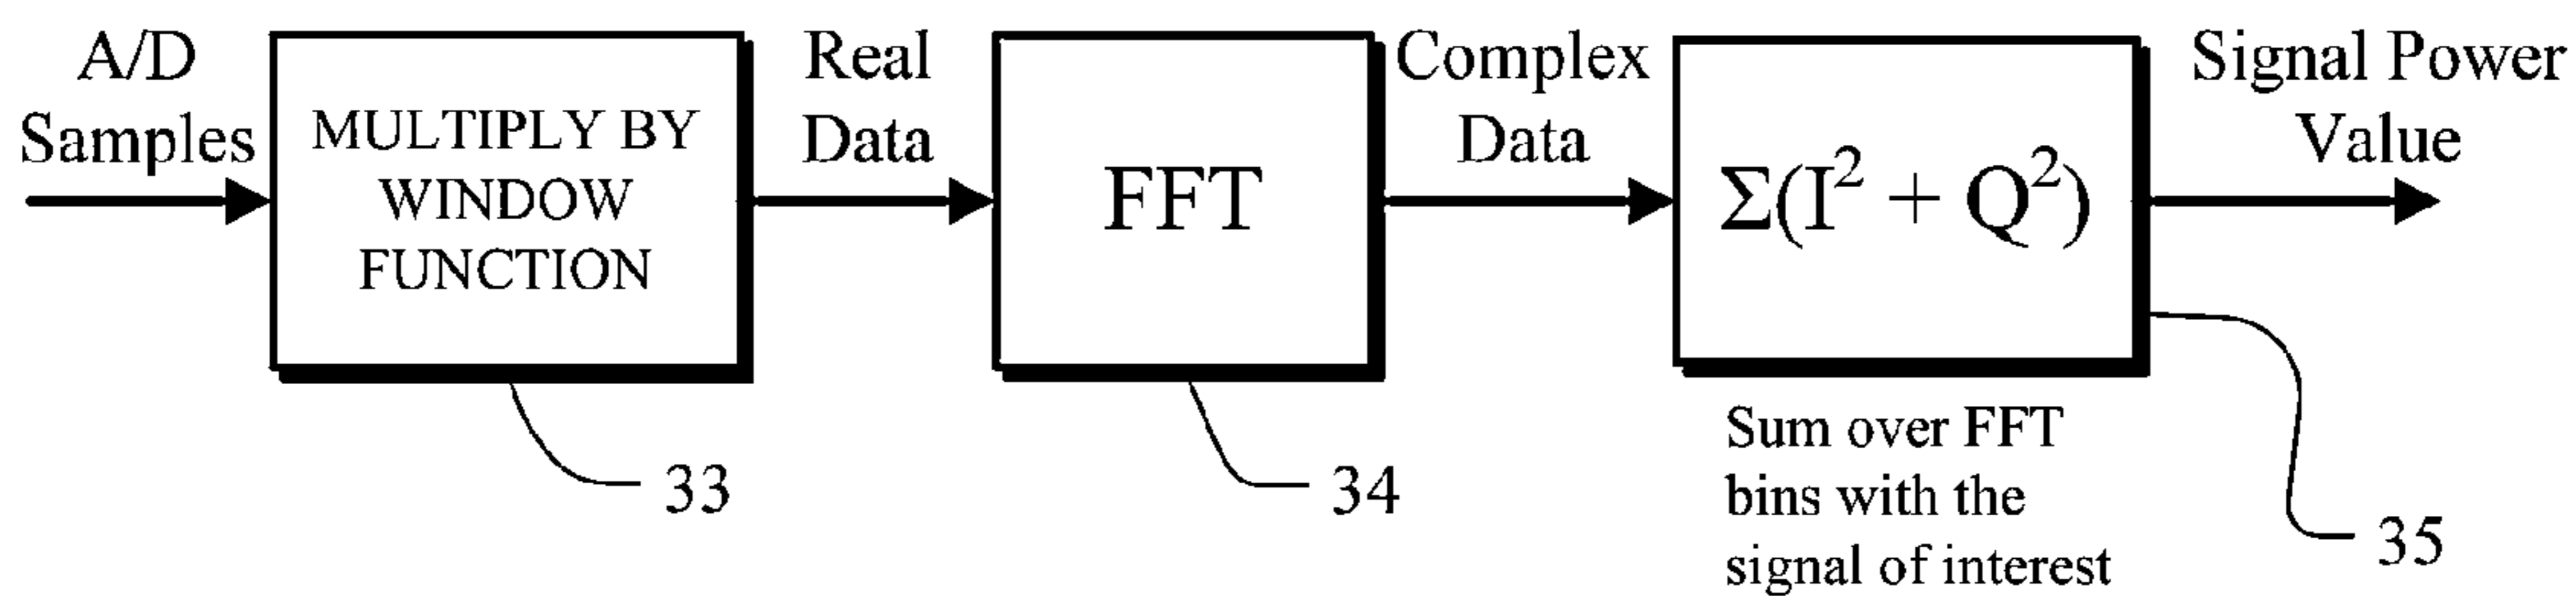 A/D
Samples
MULTIPLY BY
WINDOW
FUNCTION
33
Real
Data
FFT
34
Complex
Data
Σ(I² + Q²)
Sum over FFT
bins with the
signal of interest
35
Signal Power
Value